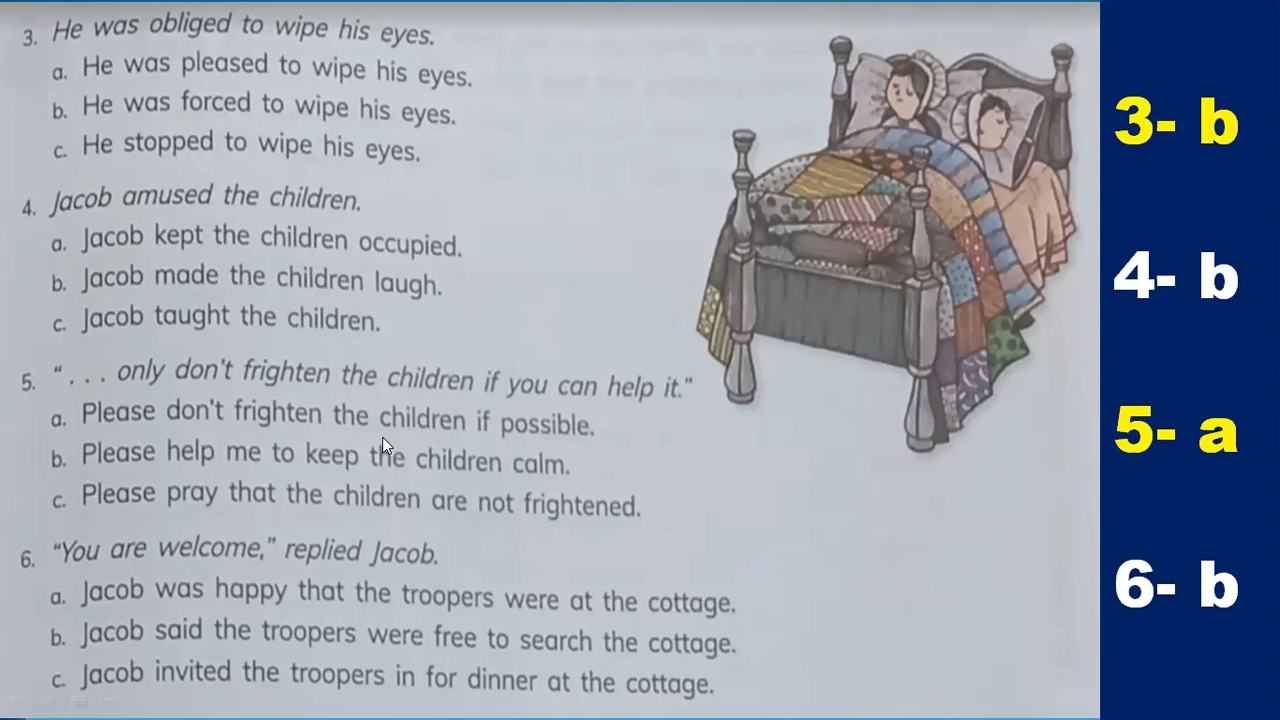 3. He was obliged to wipe his eyes.
a. He was pleased to wipe his eyes.
b. He was forced to wipe his eyes.
c. He stopped to wipe his eyes.
4. Jacob amused the children.
a. Jacob kept the children occupied.
b. Jacob made the children laugh.
c. Jacob taught the children.
5. “. . . only don't frighten the children if you can help it.”
a. Please don't frighten the children if possible.
b. Please help me to keep the children calm.
c. Please pray that the children are not frightened.
6. “You are welcome,” replied Jacob.
a. Jacob was happy that the troopers were at the cottage.
b. Jacob said the troopers were free to search the cottage.
c. Jacob invited the troopers in for dinner at the cottage.
3- b
4- b
5- a
6- b